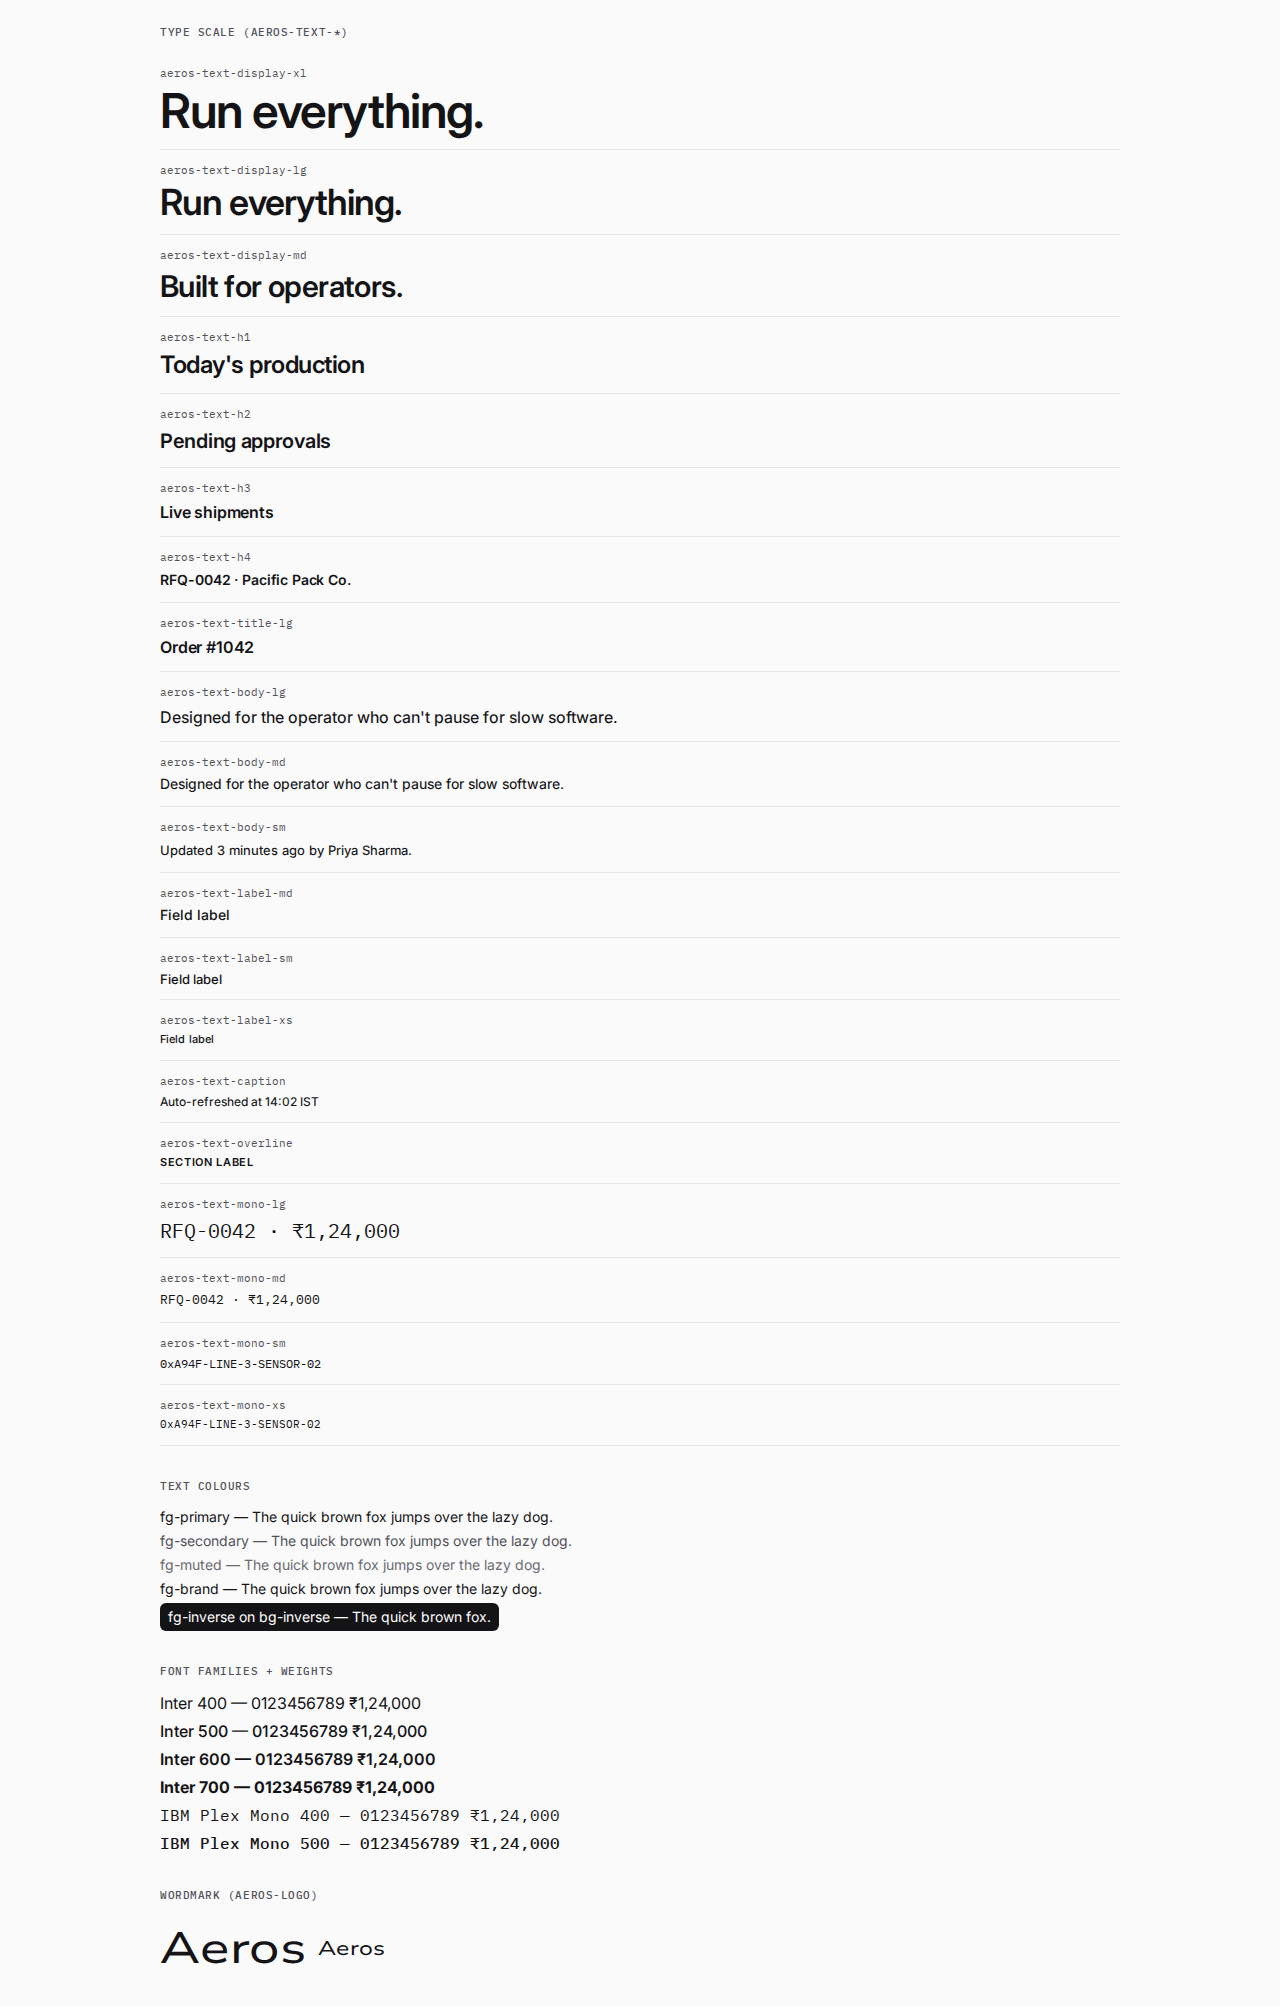 TYPE SCALE (AEROS-TEXT-*)
aeros-text-display-xl
Run everything.
aeros-text-display-lg
Run everything.
aeros-text-display-md
Built for operators.
aeros-text-h1
Today's production
aeros-text-h2
Pending approvals
aeros-text-h3
Live shipments
aeros-text-h4
RFQ-0042 · Pacific Pack Co.
aeros-text-title-lg
Order #1042
aeros-text-body-lg
Designed for the operator who can't pause for slow software.
aeros-text-body-md
Designed for the operator who can't pause for slow software.
aeros-text-body-sm
Updated 3 minutes ago by Priya Sharma.
aeros-text-label-md
Field label
aeros-text-label-sm
Field label
aeros-text-label-xs
Field label
aeros-text-caption
Auto-refreshed at 14:02 IST
aeros-text-overline
SECTION LABEL
aeros-text-mono-lg
RFQ-0042 · ₹1,24,000
aeros-text-mono-md
RFQ-0042 · ₹1,24,000
aeros-text-mono-sm
0xA94F-LINE-3-SENSOR-02
aeros-text-mono-xs
0xA94F-LINE-3-SENSOR-02
TEXT COLOURS
fg-primary — The quick brown fox jumps over the lazy dog.
fg-secondary — The quick brown fox jumps over the lazy dog.
fg-muted — The quick brown fox jumps over the lazy dog.
fg-brand — The quick brown fox jumps over the lazy dog.
fg-inverse on bg-inverse — The quick brown fox.
FONT FAMILIES + WEIGHTS
Inter 400 — 0123456789 ₹1,24,000
Inter 500 — 0123456789 ₹1,24,000
Inter 600 — 0123456789 ₹1,24,000
Inter 700 — 0123456789 ₹1,24,000
IBM Plex Mono 400 — 0123456789 ₹1,24,000
IBM Plex Mono 500 — 0123456789 ₹1,24,000
WORDMARK (AEROS-LOGO)
Aeros Aeros